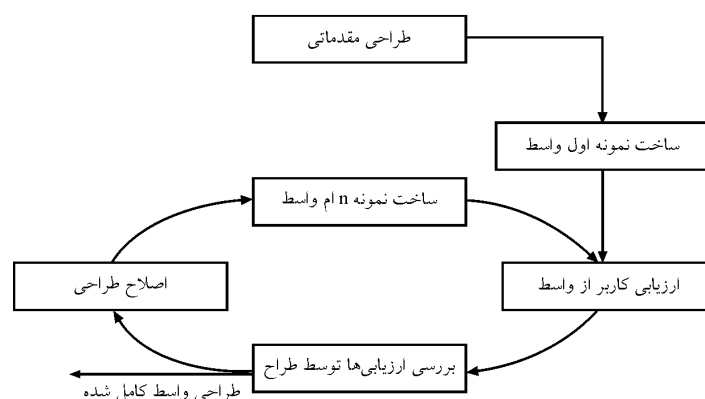 طراحی مقدماتی
ساخت نمونه اول واسط
ساخت نمونه n ام واسط
ارزیابی کاربر از واسط
اصلاح طراحی
بررسی ارزیابی‌ها توسط طراح
طراحی واسط کامل شده